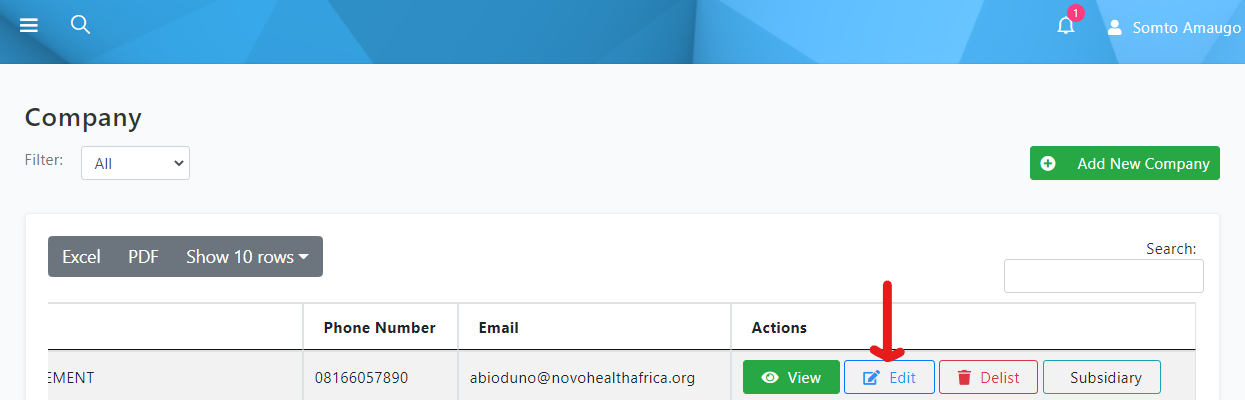 1
Somto Amaugo
Company
Filter: All
Add New Company
Excel PDF Show 10 rows
Search:
Phone Number Email Actions
EMENT 08166057890 abioduno@novohealthafrica.org View Edit Delist Subsidiary